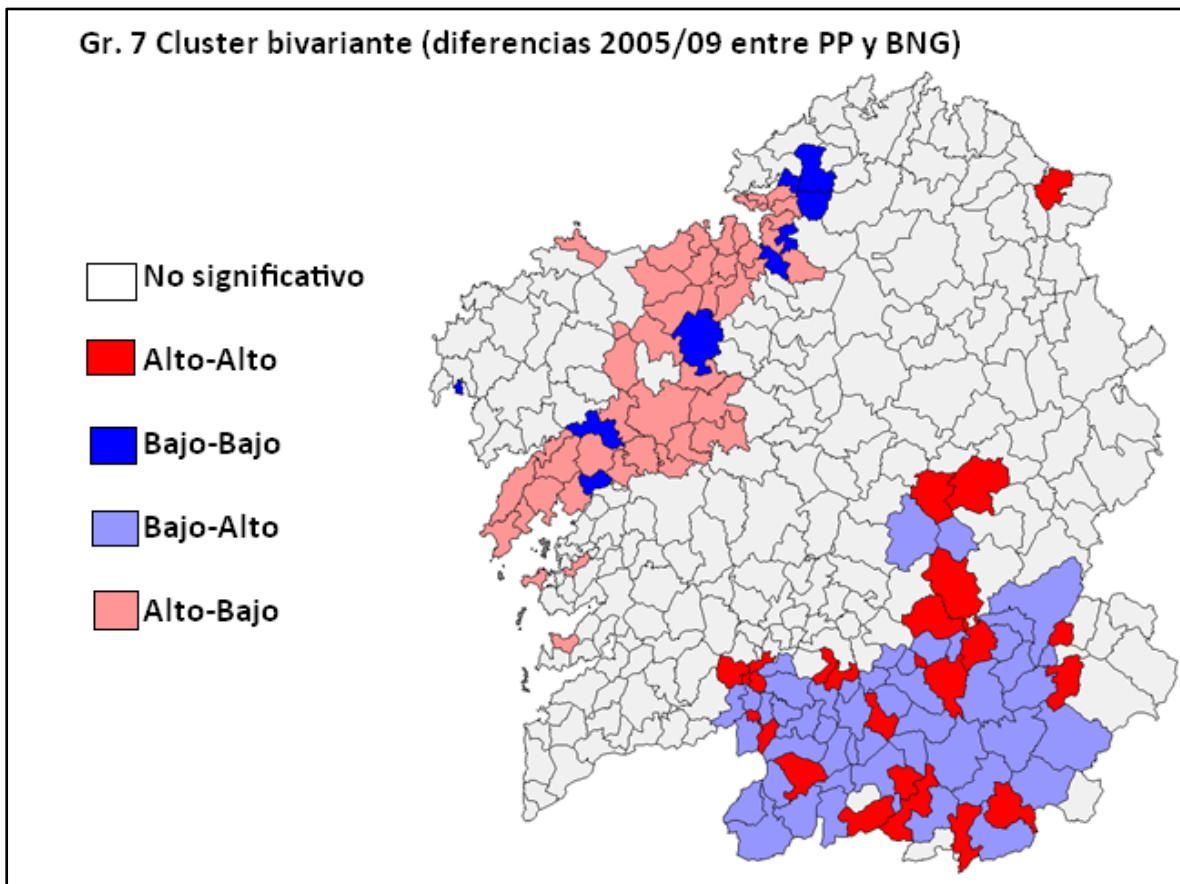 Gr. 7 Cluster bivariante (diferencias 2005/09 entre PP y BNG)
No significativo
Alto-Alto
Bajo-Bajo
Bajo-Alto
Alto-Bajo